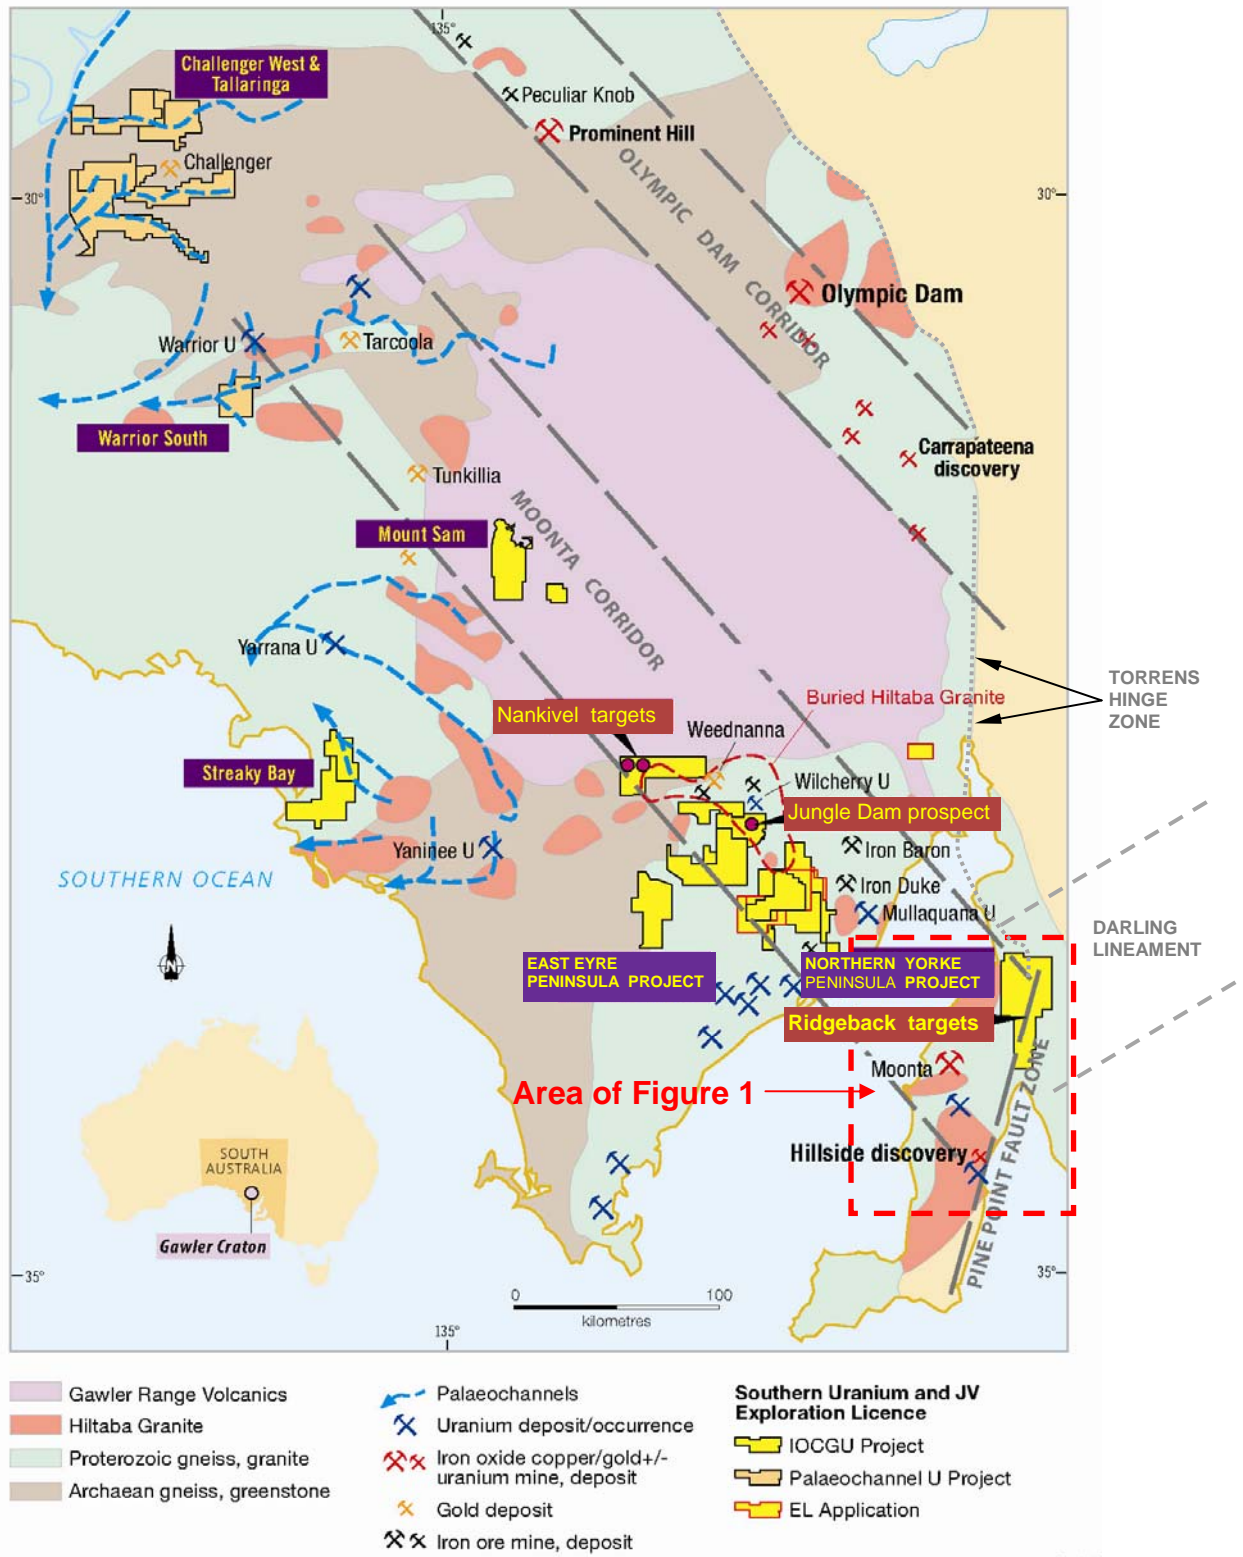 135°
Challenger West &
Tallaringa
Peculiar Knob
Prominent Hill
Challenger
30°
30°
OLYMPIC DAM CORRIDOR
Olympic Dam
Warrior U
Tarcoola
Warrior South
Carrapateena
discovery
Tunkillia
Mount Sam
MOONTA CORRIDOR
Yarrana U
TORRENS
HINGE
ZONE
Buried Hiltaba Granite
Nankivel targets
Weednanna
Streaky Bay
Wilcherry U
Jungle Dam prospect
Yaninee U
Iron Baron
SOUTHERN OCEAN
Iron Duke
Mullaquana U
DARLING
LINEAMENT
N
EAST EYRE
PENINSULA PROJECT
NORTHERN YORKE
PENINSULA PROJECT
Ridgeback targets
Moonta
Area of Figure 1
PINE POINT FAULT ZONE
Hillside discovery
SOUTH
AUSTRALIA
Gawler Craton
35°
35°
0 100
kilometres
135°
Gawler Range Volcanics
Hiltaba Granite
Proterozoic gneiss, granite
Archaean gneiss, greenstone
Palaeochannels
Uranium deposit/occurrence
Iron oxide copper/gold+/-
uranium mine, deposit
Gold deposit
Iron ore mine, deposit
Southern Uranium and JV
Exploration Licence
IOCGU Project
Palaeochannel U Project
EL Application